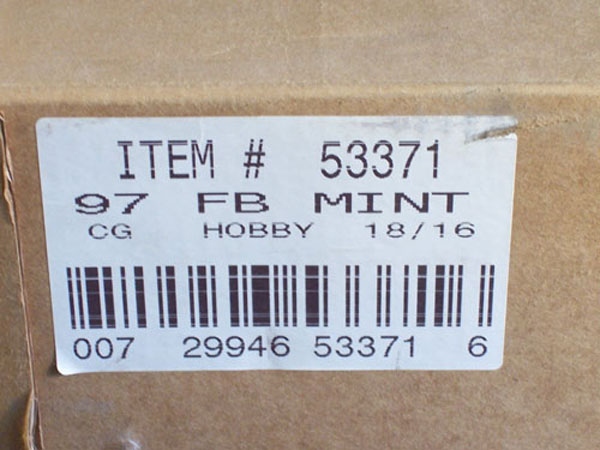 ITEM # 53371
97 FB MINT
CG HOBBY 18/16
007 29946 53371 6